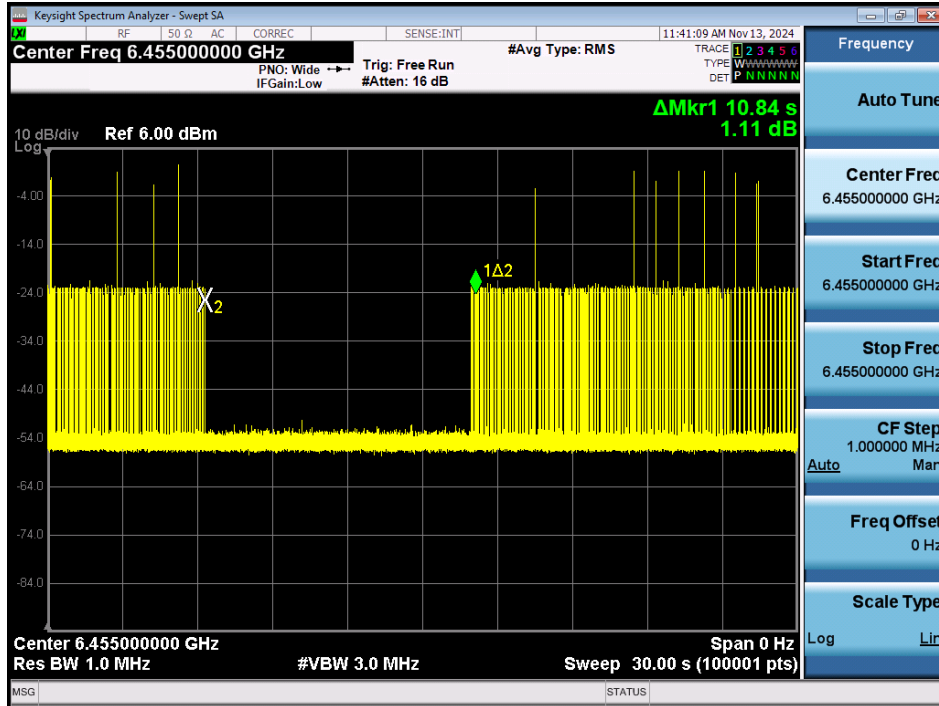 Keysight Spectrum Analyzer - Swept SA
LXI RF 50 Ω AC CORREC SENSE:INT 11:41:09 AM Nov 13, 2024
Center Freq 6.455000000 GHz
PNO: Wide
IFGain:Low
Trig: Free Run
#Atten: 16 dB
#Avg Type: RMS
TRACE 1 2 3 4 5 6
TYPE WWWWWW
DET P N N N N N
ΔMkr1 10.84 s
1.11 dB
10 dB/div Ref 6.00 dBm
Log
-4.00
-14.0
-24.0
-34.0
-44.0
-54.0
-64.0
-74.0
-84.0
2
1Δ2
Center 6.455000000 GHz Span 0 Hz
Res BW 1.0 MHz #VBW 3.0 MHz Sweep 30.00 s (100001 pts)
MSG STATUS
Frequency
Auto Tune
Center Freq
6.455000000 GHz
Start Freq
6.455000000 GHz
Stop Freq
6.455000000 GHz
CF Step
1.000000 MHz
Auto Man
Freq Offset
0 Hz
Scale Type
Log Lin